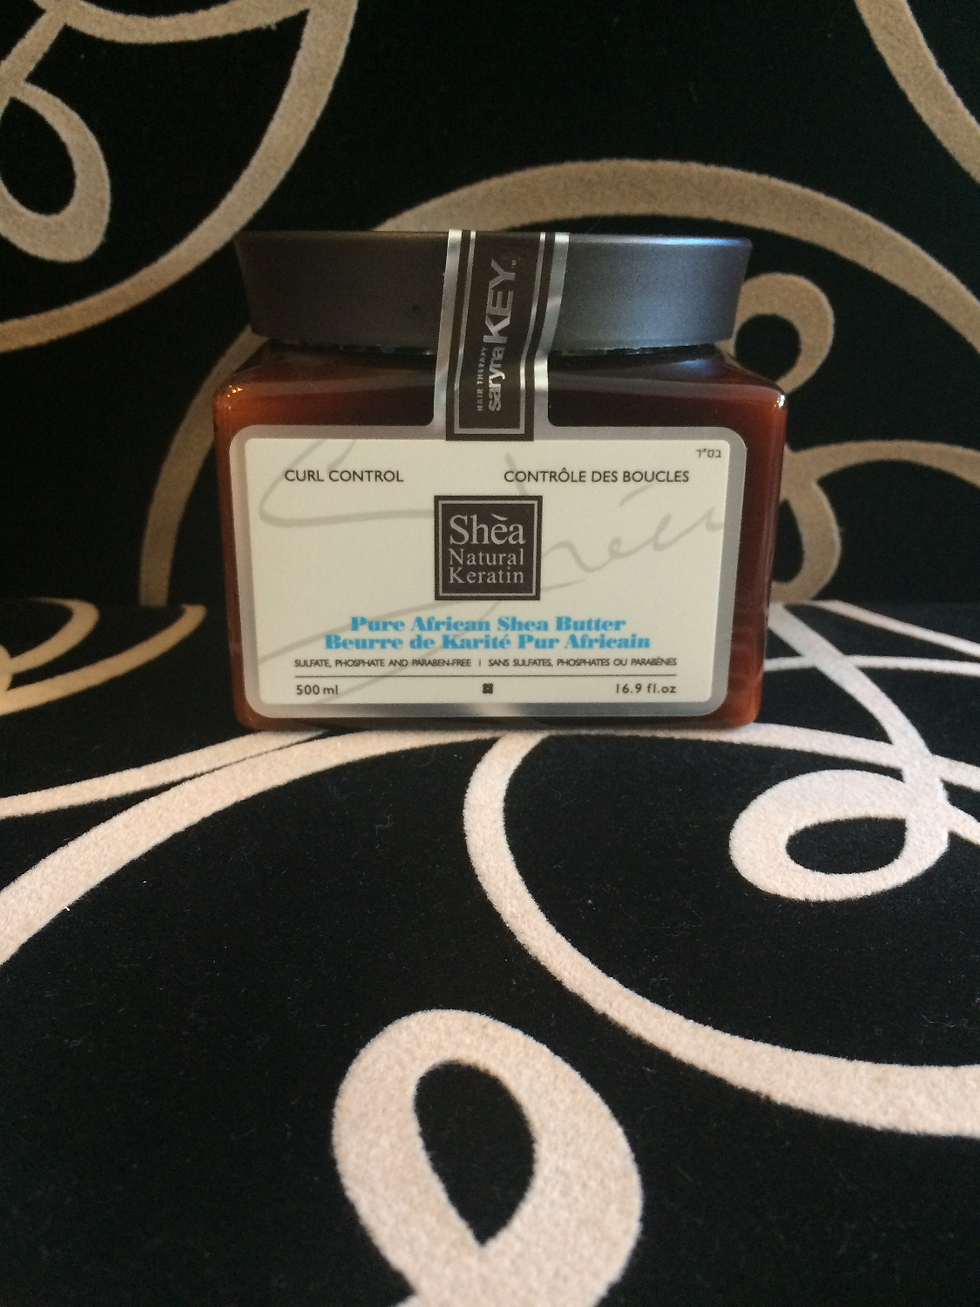 HAIR THERAPY
saryna KEY
בס"ד
CURL CONTROL CONTRÔLE DES BOUCLES
Shèa
Natural
Keratin
Pure African Shea Butter
Beurre de Karité Pur Africain
SULFATE, PHOSPHATE AND PARABEN-FREE | SANS SULFATES, PHOSPHATES OU PARABÈNES
500 ml 16.9 fl.oz